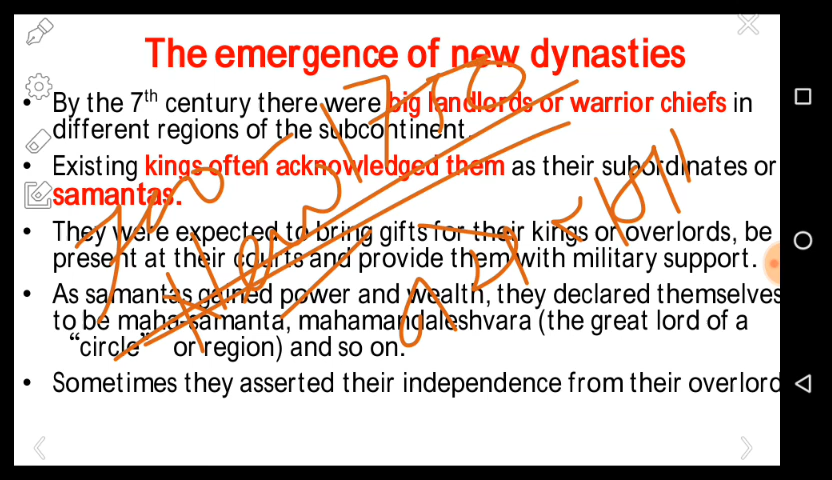 The emergence of new dynasties
• By the 7th century there were big landlords or warrior chiefs in
different regions of the subcontinent.
• Existing kings often acknowledged them as their subordinates or
samantas.
• They were expected to bring gifts for their kings or overlords, be
present at their courts and provide them with military support.
• As samantas gained power and wealth, they declared themselves
to be maha-samanta, mahamandaleshvara (the great lord of a
“circle” or region) and so on.
• Sometimes they asserted their independence from their overlord